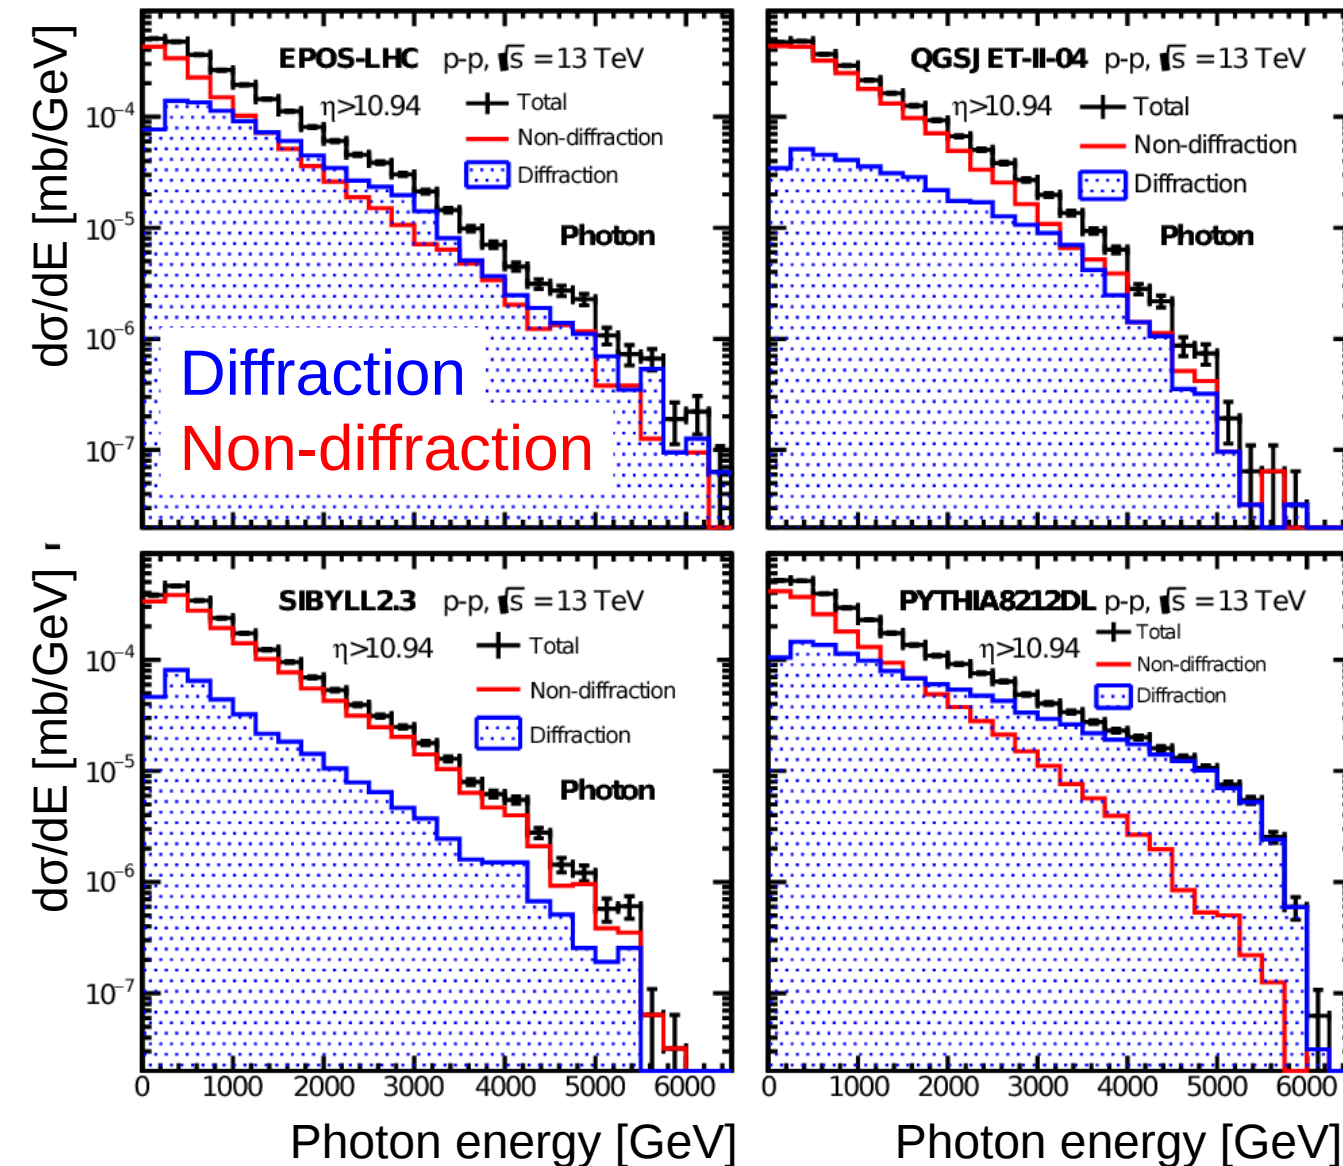 EPOS-LHC p-p, √s = 13 TeV
η>10.94
Total
Non-diffraction
Diffraction
Photon
Diffraction
Non-diffraction
10⁻⁴
10⁻⁵
10⁻⁶
10⁻⁷
dσ/dE [mb/GeV]
QGSJET-II-04 p-p, √s = 13 TeV
η>10.94
Total
Non-diffraction
Diffraction
Photon
SIBYLL2.3 p-p, √s = 13 TeV
η>10.94
Total
Non-diffraction
Diffraction
Photon
10⁻⁴
10⁻⁵
10⁻⁶
10⁻⁷
dσ/dE [mb/GeV]
0 1000 2000 3000 4000 5000 6000
Photon energy [GeV]
PYTHIA8212DL p-p, √s = 13 TeV
η>10.94
Total
Non-diffraction
Diffraction
0 1000 2000 3000 4000 5000 6000
Photon energy [GeV]